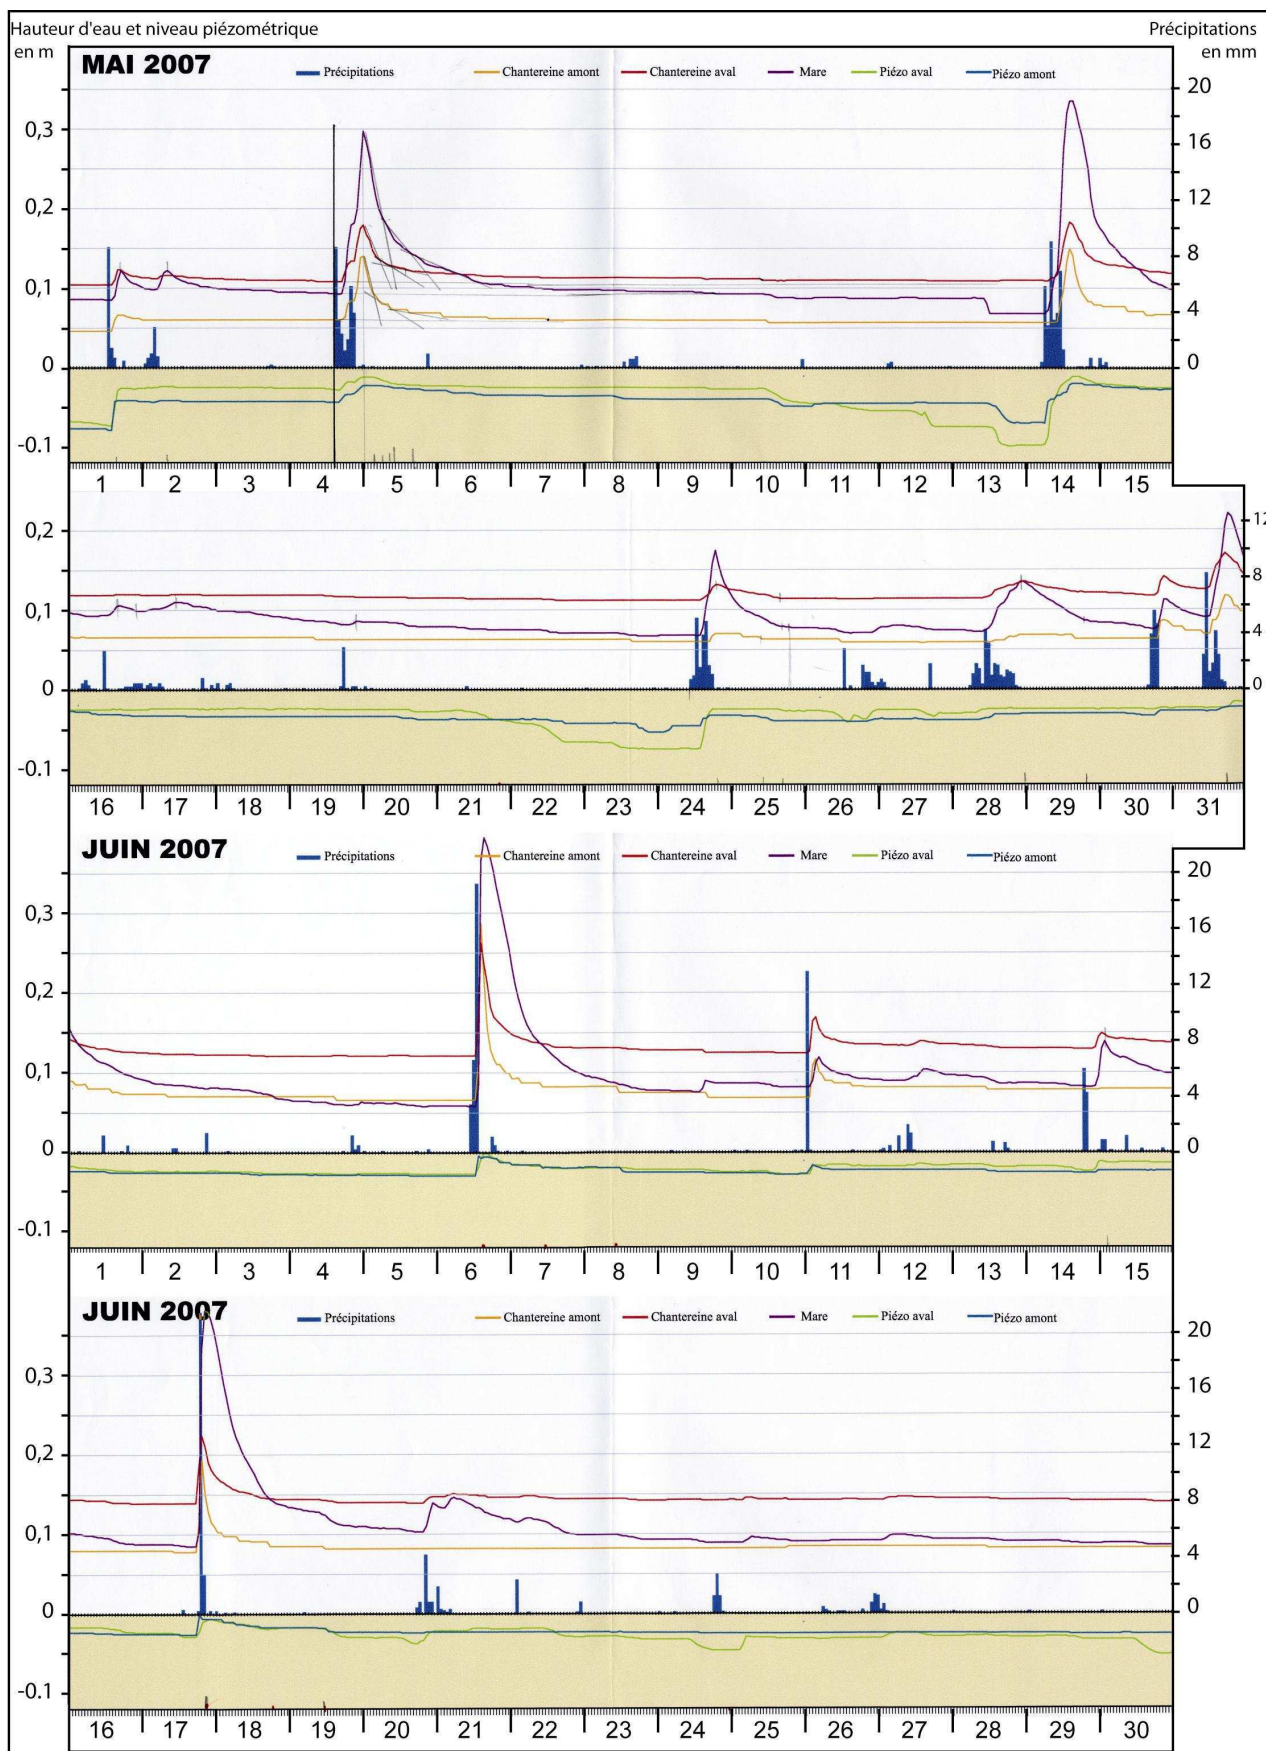 Hauteur d'eau et niveau piézométrique
en m
Précipitations
en mm
MAI 2007
Précipitations Chantereine amont Chantereine aval Mare Piézo aval Piézo amont
20
0,3
16
0,2
12
8
0,1
4
0
0
-0.1
1 2 3 4 5 6 7 8 9 10 11 12 13 14 15
0,2
12
8
0,1
4
0
0
-0.1
16 17 18 19 20 21 22 23 24 25 26 27 28 29 30 31
JUIN 2007
Précipitations Chantereine amont Chantereine aval Mare Piézo aval Piézo amont
20
0,3
16
0,2
12
8
0,1
4
0
0
-0.1
1 2 3 4 5 6 7 8 9 10 11 12 13 14 15
JUIN 2007
Précipitations Chantereine amont Chantereine aval Mare Piézo aval Piézo amont
20
0,3
16
0,2
12
8
0,1
4
0
0
-0.1
16 17 18 19 20 21 22 23 24 25 26 27 28 29 30